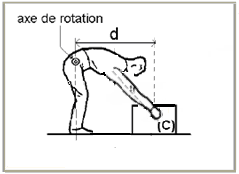 axe de rotation
d
(C)